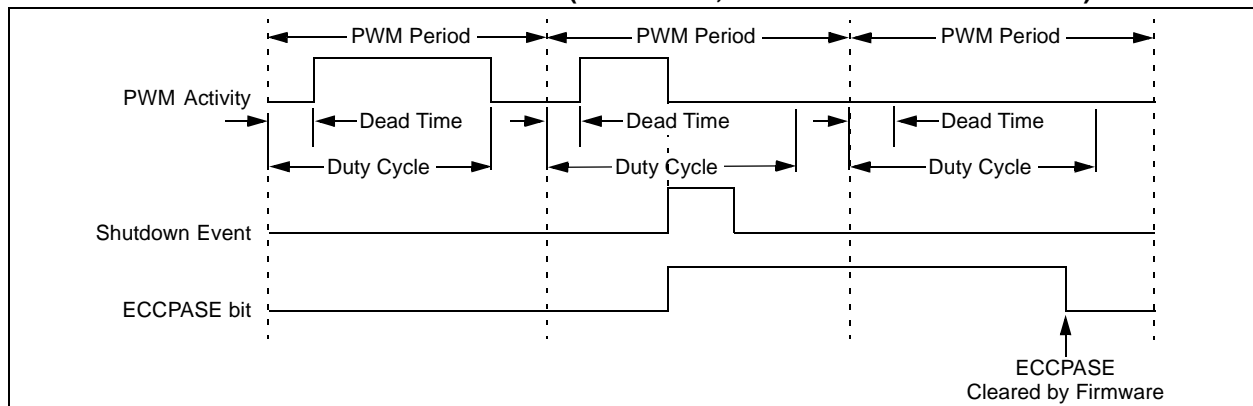 PWM Period PWM Period PWM Period
PWM Activity
Dead Time Dead Time Dead Time
Duty Cycle Duty Cycle Duty Cycle
Shutdown Event
ECCPASE bit
ECCPASE
Cleared by Firmware